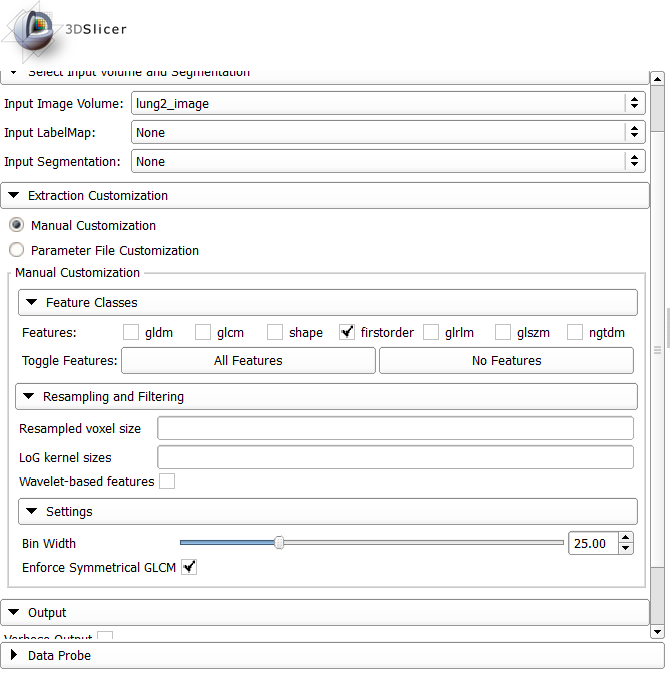 3DSlicer
Select Input Volume and Segmentation
Input Image Volume: lung2_image
Input LabelMap: None
Input Segmentation: None
Extraction Customization
Manual Customization
Parameter File Customization
Manual Customization
Feature Classes
Features: gldm glcm shape firstorder glrlm glszm ngtdm
Toggle Features: All Features No Features
Resampling and Filtering
Resampled voxel size
LoG kernel sizes
Wavelet-based features
Settings
Bin Width 25.00
Enforce Symmetrical GLCM
Output
Verbose Output
Data Probe